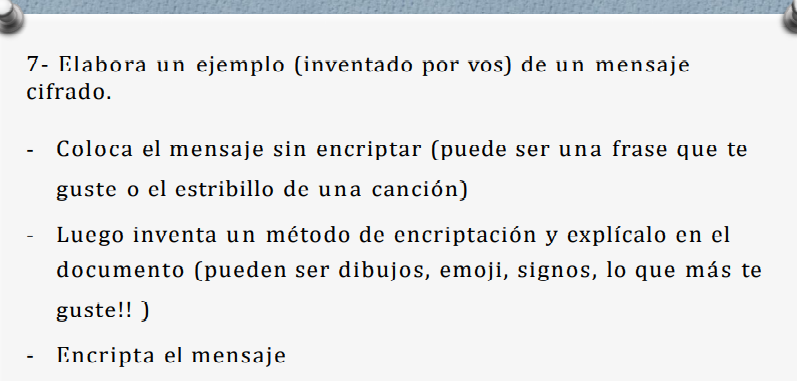 7- Elabora un ejemplo (inventado por vos) de un mensaje
cifrado.
- Coloca el mensaje sin encriptar (puede ser una frase que te
guste o el estribillo de una canción)
- Luego inventa un método de encriptación y explícalo en el
documento (pueden ser dibujos, emoji, signos, lo que más te
guste!! )
- Encripta el mensaje